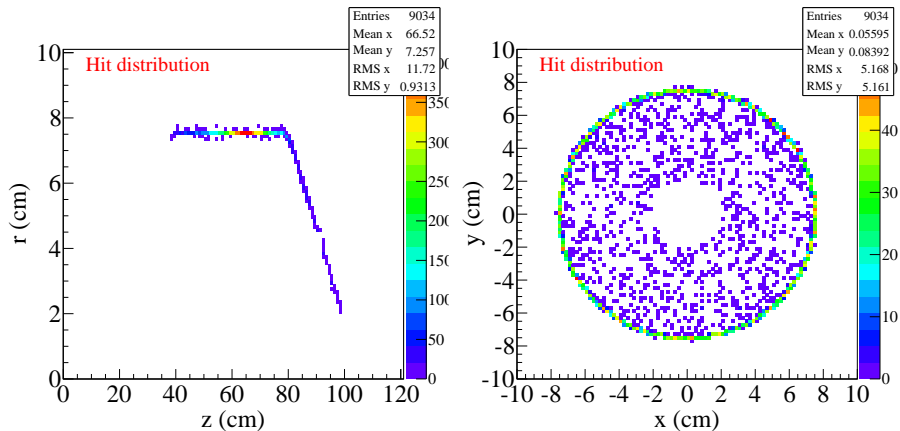 Entries 9034
Mean x 66.52
Mean y 7.257
RMS x 11.72
RMS y 0.9313
Hit distribution
10
8
6
4
2
0
r (cm)
0 20 40 60 80 100 120
z (cm)
350
300
250
200
150
100
50
0
Entries 9034
Mean x 0.05595
Mean y 0.08392
RMS x 5.168
RMS y 5.161
Hit distribution
10
8
6
4
2
0
-2
-4
-6
-8
-10
y (cm)
-10 -8 -6 -4 -2 0 2 4 6 8 10
x (cm)
40
30
20
10
0